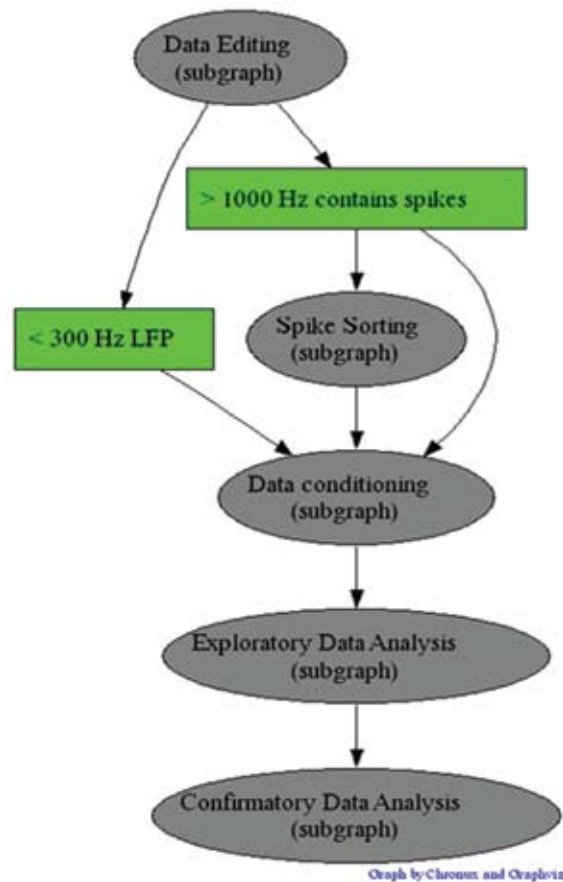 Data Editing
(subgraph)
> 1000 Hz contains spikes
Spike Sorting
(subgraph)
< 300 Hz LFP
Data conditioning
(subgraph)
Exploratory Data Analysis
(subgraph)
Confirmatory Data Analysis
(subgraph)
Graph by Chronux and Graphviz